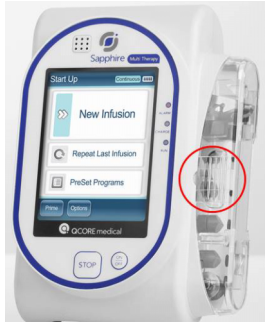 Sapphire Multi Therapy
Start Up
Continuous
New Infusion
Repeat Last Infusion
PreSet Programs
Prime
Options
QCORE medical
STOP